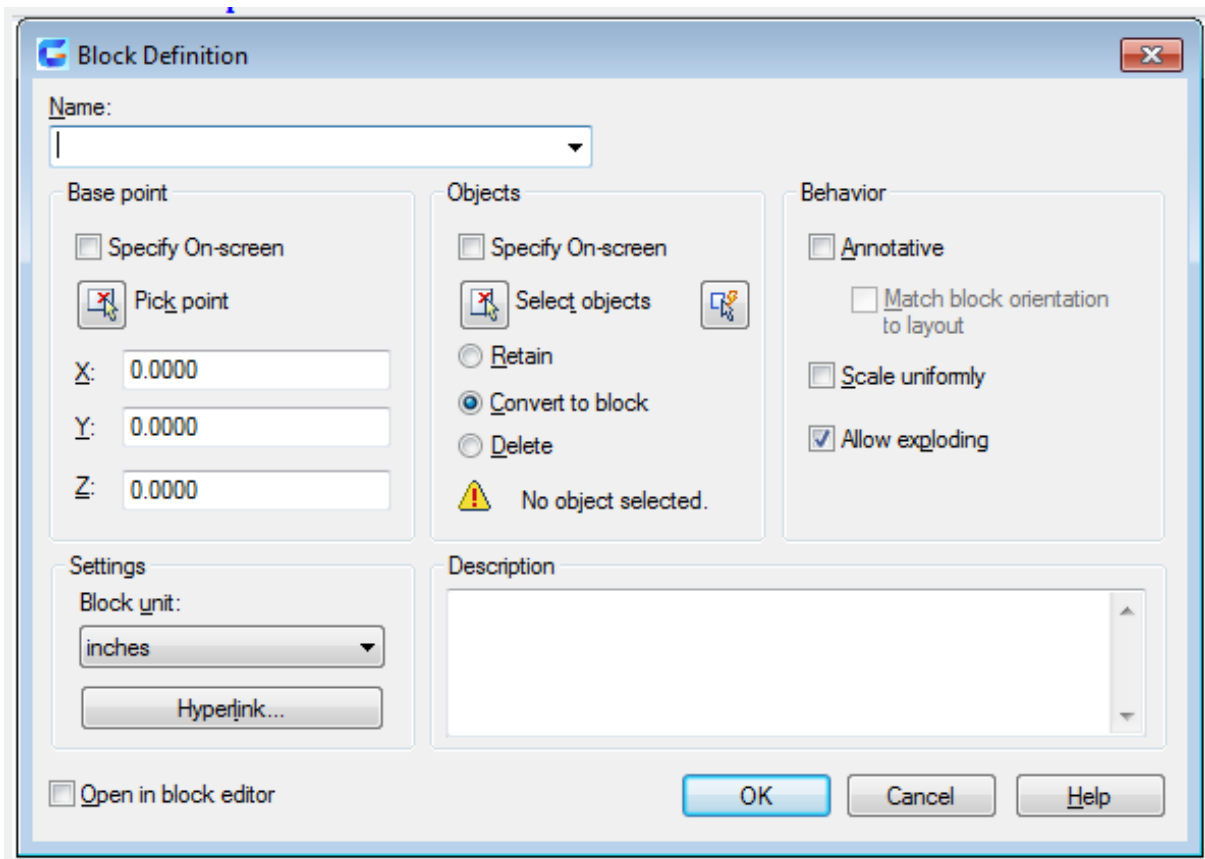 Block Definition
Name:
Base point
Specify On-screen
Pick point
X: 0.0000
Y: 0.0000
Z: 0.0000
Objects
Specify On-screen
Select objects
Retain
Convert to block
Delete
No object selected.
Behavior
Annotative
Match block orientation
to layout
Scale uniformly
Allow exploding
Settings
Block unit:
inches
Hyperlink...
Description
Open in block editor
OK
Cancel
Help